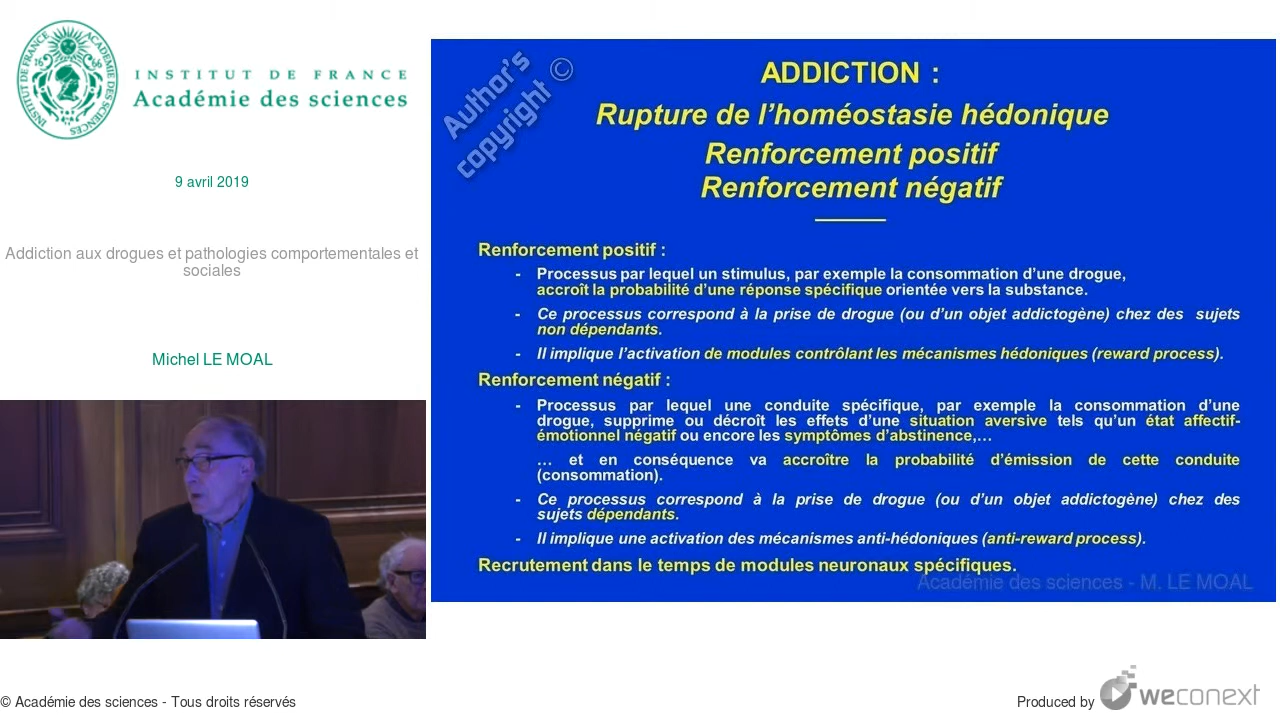 INSTITUT DE FRANCE
Académie des sciences
INSTITUT DE FRANCE ACADÉMIE DES SCIENCES
1666
9 avril 2019
Addiction aux drogues et pathologies comportementales et
sociales
Michel LE MOAL
Author's
copyright ©
ADDICTION :
Rupture de l'homéostasie hédonique
Renforcement positif
Renforcement négatif
Renforcement positif :
- Processus par lequel un stimulus, par exemple la consommation d'une drogue,
accroît la probabilité d'une réponse spécifique orientée vers la substance.
- Ce processus correspond à la prise de drogue (ou d'un objet addictogène) chez des sujets
non dépendants.
- Il implique l'activation de modules contrôlant les mécanismes hédoniques (reward process).
Renforcement négatif :
- Processus par lequel une conduite spécifique, par exemple la consommation d'une
drogue, supprime ou décroît les effets d'une situation aversive tels qu'un état affectif-
émotionnel négatif ou encore les symptômes d'abstinence,...
... et en conséquence va accroître la probabilité d'émission de cette conduite
(consommation).
- Ce processus correspond à la prise de drogue (ou d'un objet addictogène) chez des
sujets dépendants.
- Il implique une activation des mécanismes anti-hédoniques (anti-reward process).
Recrutement dans le temps de modules neuronaux spécifiques.
Académie des sciences - M. LE MOAL
© Académie des sciences - Tous droits réservés
Produced by weconext